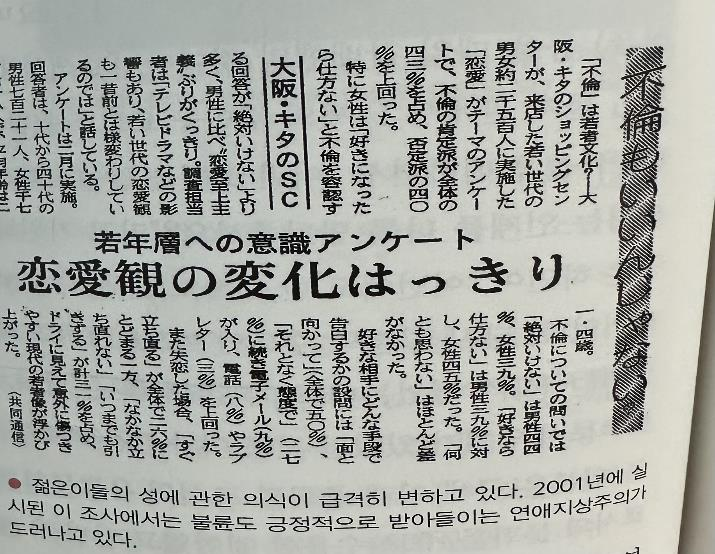 不倫もいいんじゃない
「不倫」は若者文化?―大
阪・キタのショッピングセン
ターが、来店した若い世代の
男女約二千五百人に実施した
「恋愛」がテーマのアンケー
トで、不倫の肯定派が全体の
四三%を占め、否定派の四〇
%を上回った。
特に女性は「好きになった
ら仕方ない」と不倫を容認す
大阪・キタのSC
る回答が「絶対いけない」より
多く、男性に比べ〝恋愛至上主
義〟ぶりがくっきり。調査担当
者は「テレビドラマなどの影
響もあり、若い世代の恋愛観
も一昔前とは様変わりしてい
るのでは」と話している。
アンケートは二月に実施。
回答者は、十代から四十代の
男性七百二十一人、女性千七
平均年齢は二
若年層への意識アンケート
恋愛観の変化はっきり
一・四歳。
不倫についての問いでは
「絶対いけない」は男性四四
%、女性三九%。「好きなら
仕方ない」は男性三九%に対
し、女性四五%だった。「何
とも思わない」はほとんど差
がなかった。
好きな相手にどんな手段で
告白するかの設問には「面と
向かって」(全体で五〇%)、
「それとなく態度で」(二七
%)に続き電子メール(九%)
が入り、電話(八%)やラブ
レター(三%)を上回った。
また失恋した場合、「すぐ
立ち直る」が全体で二六%に
とどまる一方、「なかなか立
ち直れない」「いつまでも引
きずる」が計三一%を占め、
ドライに見えて意外に傷つき
やすい現代の若者像が浮かび
上がった。(共同通信)
● 젊은이들의 성에 관한 의식이 급격히 변하고 있다. 2001년에 실
시된 이 조사에서는 불륜도 긍정적으로 받아들이는 연애지상주의가
드러나고 있다.